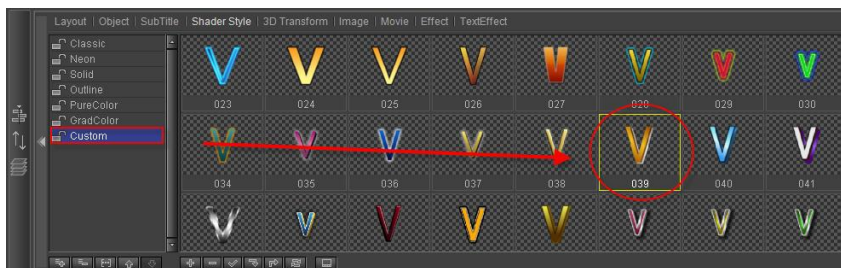 Layout | Object | SubTitle | Shader Style | 3D Transform | Image | Movie | Effect | TextEffect
Classic
Neon
Solid
Outline
PureColor
GradColor
Custom
V V V V V V V V
023 024 025 026 027 028 029 030
V V V V V V V V
034 035 036 037 038 039 040 041
V V V V V V V V